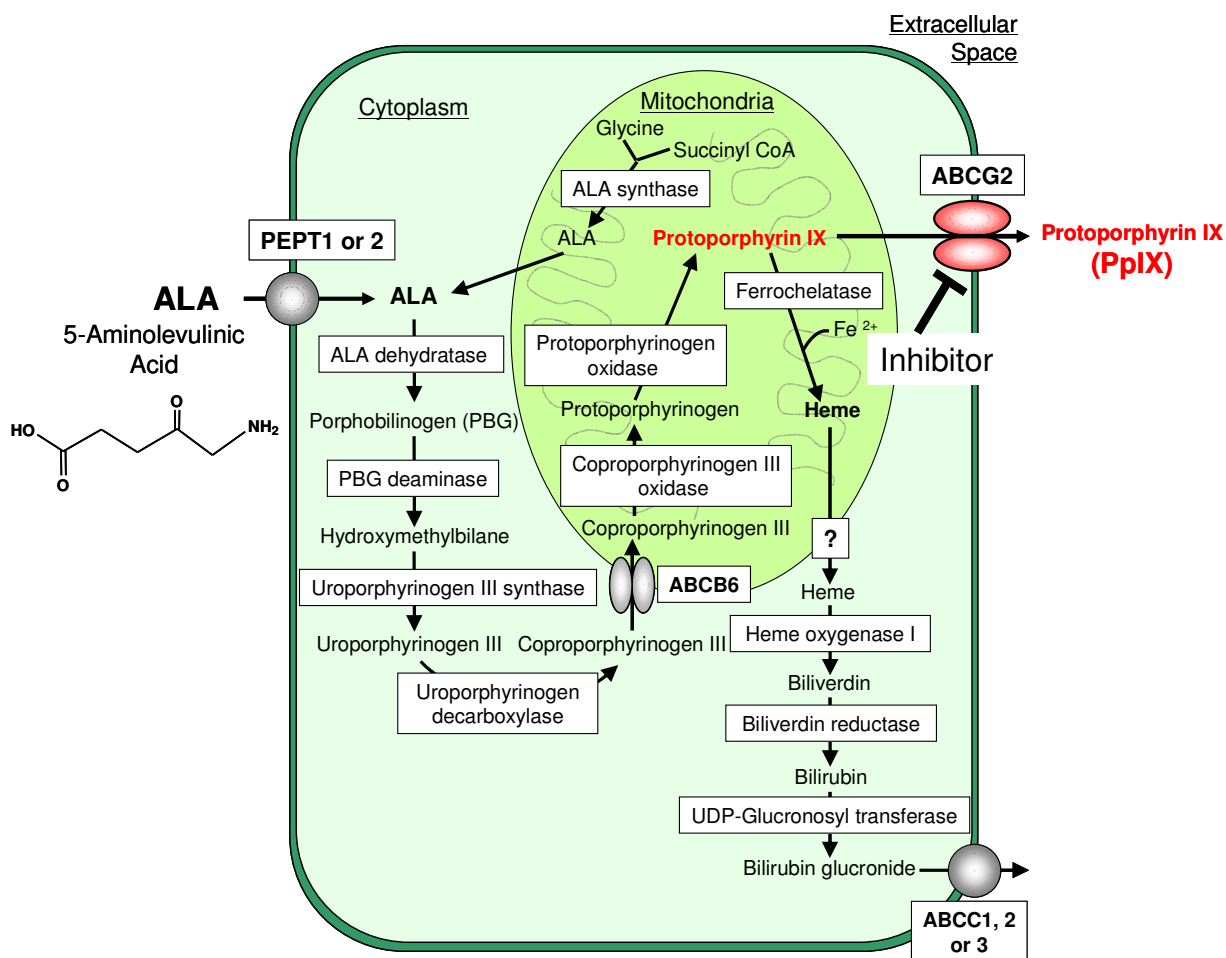 Extracellular
Space
Cytoplasm
Mitochondria
Glycine
Succinyl CoA
ALA synthase
ALA
Protoporphyrin IX
ABCG2
Protoporphyrin IX
(PpIX)
PEPT1 or 2
ALA
5-Aminolevulinic
Acid
HO
O
O
NH2
ALA
ALA dehydratase
Porphobilinogen (PBG)
PBG deaminase
Hydroxymethylbilane
Uroporphyrinogen III synthase
Uroporphyrinogen III
Uroporphyrinogen
decarboxylase
Coproporphyrinogen III
ABCB6
Coproporphyrinogen III
Coproporphyrinogen III
oxidase
Protoporphyrinogen
Protoporphyrinogen
oxidase
Ferrochelatase
Fe 2+
Inhibitor
Heme
?
Heme
Heme oxygenase I
Biliverdin
Biliverdin reductase
Bilirubin
UDP-Glucronosyl transferase
Bilirubin glucronide
ABCC1, 2
or 3